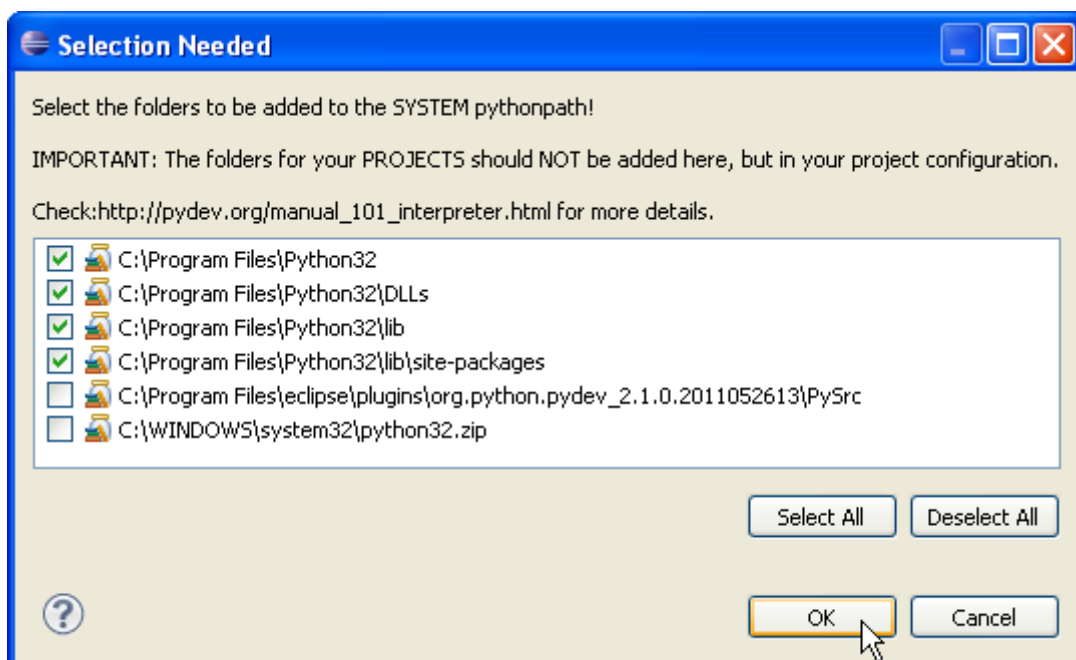 Selection Needed
Select the folders to be added to the SYSTEM pythonpath!
IMPORTANT: The folders for your PROJECTS should NOT be added here, but in your project configuration.
Check:http://pydev.org/manual_101_interpreter.html for more details.
C:\Program Files\Python32
C:\Program Files\Python32\DLLs
C:\Program Files\Python32\lib
C:\Program Files\Python32\lib\site-packages
C:\Program Files\eclipse\plugins\org.python.pydev_2.1.0.2011052613\PySrc
C:\WINDOWS\system32\python32.zip
Select All
Deselect All
?
OK
Cancel